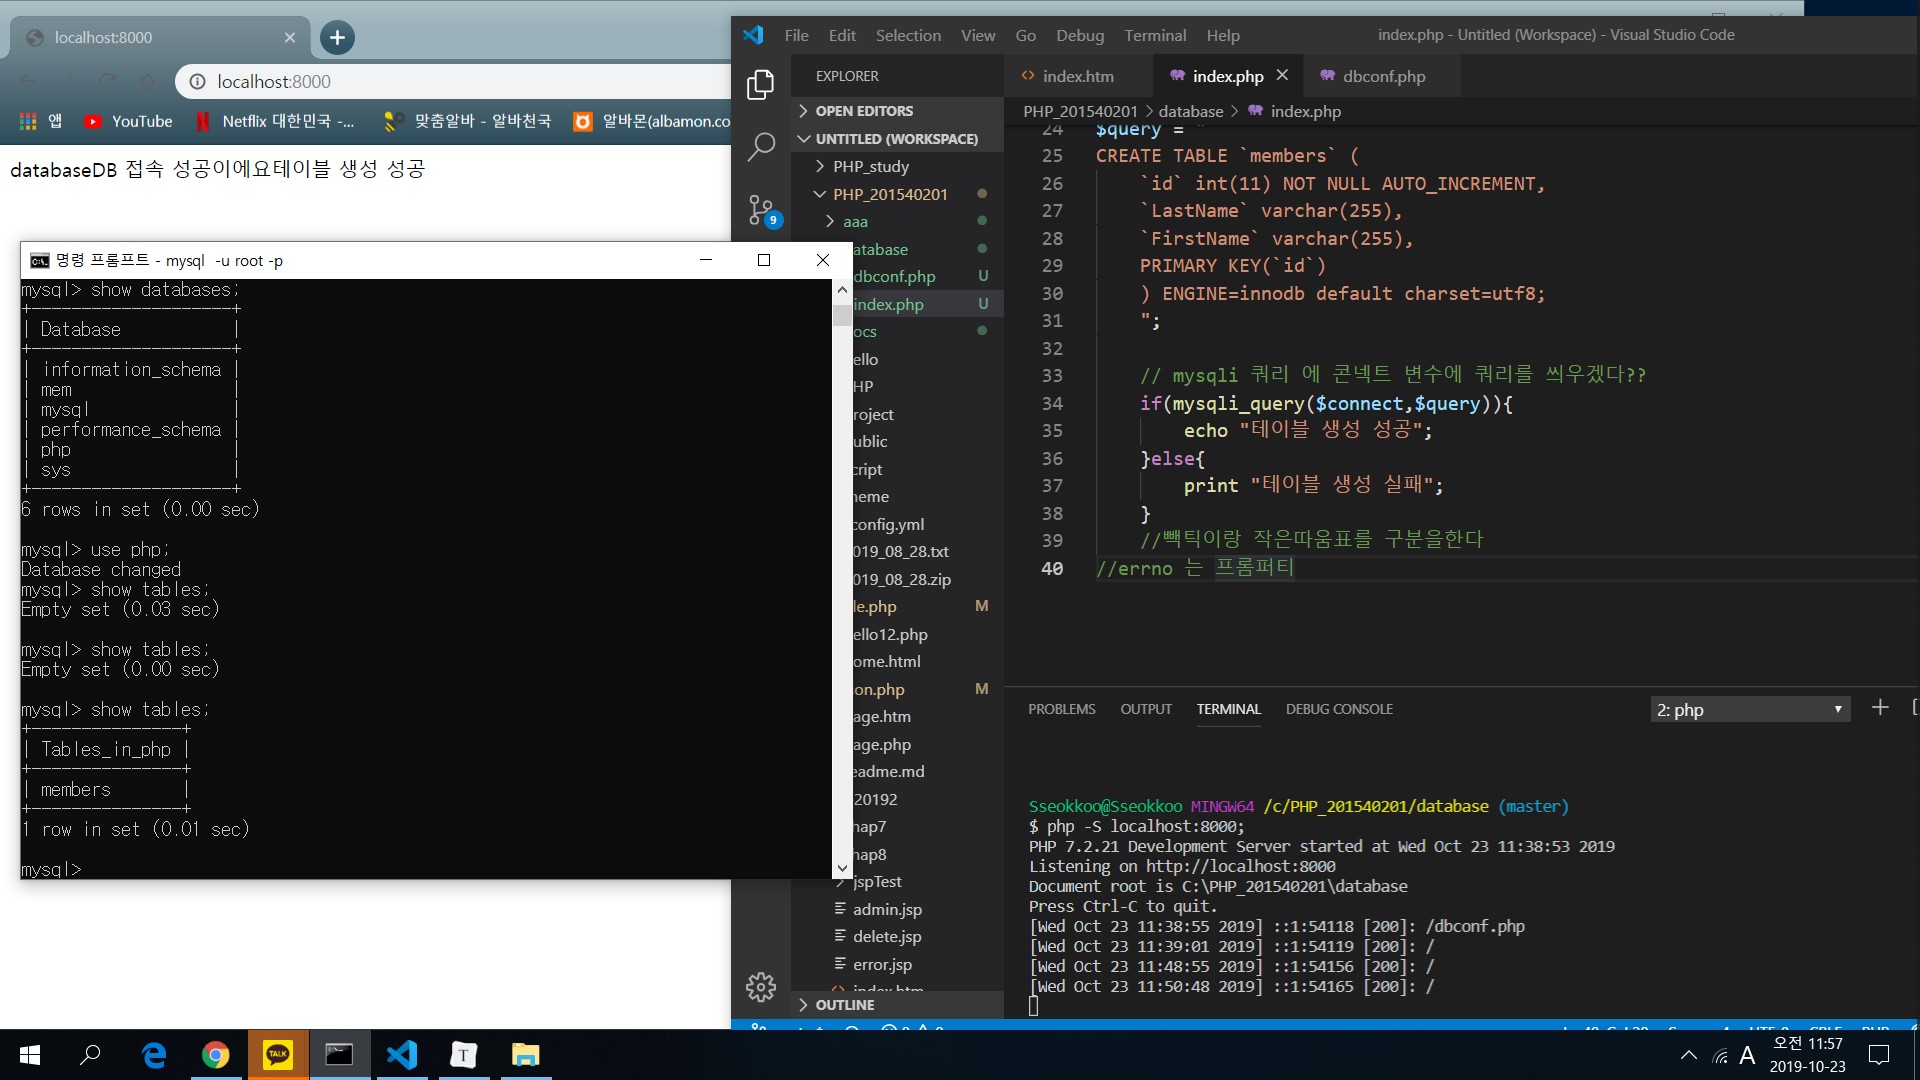 localhost:8000
localhost:8000
앱
YouTube
Netflix 대한민국 -...
맞춤알바 - 알바천국
알바몬(albamon.co
databaseDB 접속 성공이에요테이블 생성 성공
명령 프롬프트 - mysql  -u root -p
mysql> show databases;
+--------------------+
| Database           |
+--------------------+
| information_schema |
| mem                |
| mysql              |
| performance_schema |
| php                |
| sys                |
+--------------------+
6 rows in set (0.00 sec)
mysql> use php;
Database changed
mysql> show tables;
Empty set (0.03 sec)
mysql> show tables;
Empty set (0.00 sec)
mysql> show tables;
+---------------+
| Tables_in_php |
+---------------+
| members       |
+---------------+
1 row in set (0.01 sec)
mysql>
File Edit Selection View Go Debug Terminal Help
index.php - Untitled (Workspace) - Visual Studio Code
EXPLORER
OPEN EDITORS
UNTITLED (WORKSPACE)
PHP_study
PHP_201540201
aaa
atabase
dbconf.php U
index.php U
ocs
ello
HP
roject
ublic
cript
heme
config.yml
019_08_28.txt
019_08_28.zip
le.php M
ello12.php
ome.html
on.php M
age.htm
age.php
eadme.md
20192
hap7
hap8
jspTest
admin.jsp
delete.jsp
error.jsp
index.htm
OUTLINE
9
index.htm
index.php
dbconf.php
PHP_201540201 > database > index.php
24 $query = "
25 CREATE TABLE `members` (
26     `id` int(11) NOT NULL AUTO_INCREMENT,
27     `LastName` varchar(255),
28     `FirstName` varchar(255),
29     PRIMARY KEY(`id`)
30     ) ENGINE=innodb default charset=utf8;
31     ";
32
33     // mysqli 쿼리 에 콘넥트 변수에 쿼리를 씌우겠다??
34     if(mysqli_query($connect,$query)){
35         echo "테이블 생성 성공";
36     }else{
37         print "테이블 생성 실패";
38     }
39     //빽틱이랑 작은따움표를 구분을한다
40 //errno 는 프롬퍼티
PROBLEMS OUTPUT TERMINAL DEBUG CONSOLE
2: php
Sseokkoo@Sseokkoo MINGW64 /c/PHP_201540201/database (master)
$ php -S localhost:8000;
PHP 7.2.21 Development Server started at Wed Oct 23 11:38:53 2019
Listening on http://localhost:8000
Document root is C:\PHP_201540201\database
Press Ctrl-C to quit.
[Wed Oct 23 11:38:55 2019] ::1:54118 [200]: /dbconf.php
[Wed Oct 23 11:39:01 2019] ::1:54119 [200]: /
[Wed Oct 23 11:48:55 2019] ::1:54156 [200]: /
[Wed Oct 23 11:50:48 2019] ::1:54165 [200]: /
TALK
T
A
오전 11:57
2019-10-23